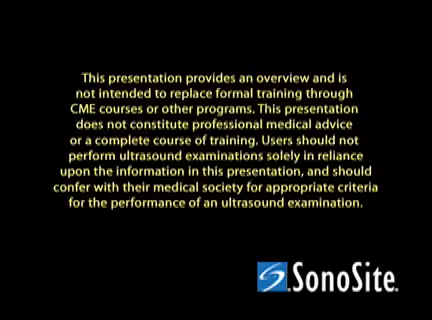 This presentation provides an overview and is
not intended to replace formal training through
CME courses or other programs. This presentation
does not constitute professional medical advice
or a complete course of training. Users should not
perform ultrasound examinations solely in reliance
upon the information in this presentation, and should
confer with their medical society for appropriate criteria
for the performance of an ultrasound examination.
SonoSite.